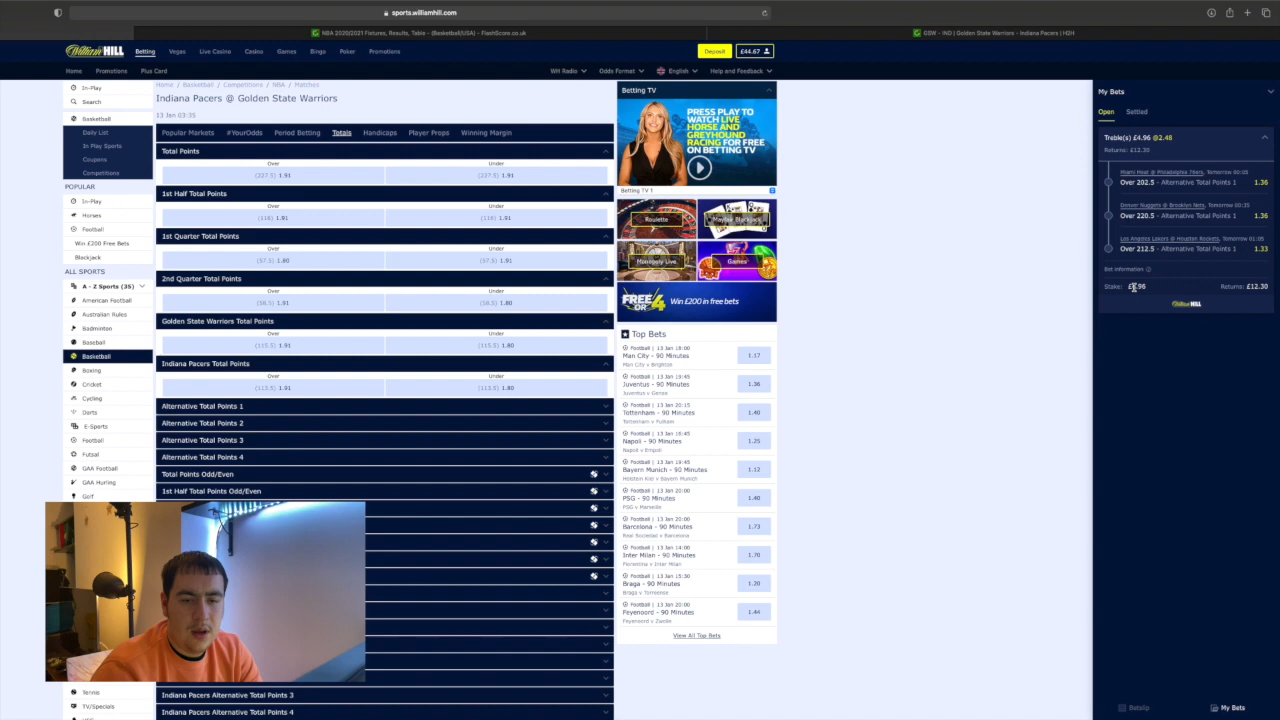 sports.williamhill.com
NBA 2020/2021 Fixtures, Results, Table - (Basketball/USA) - FlashScore.co.uk
GSW - IND | Golden State Warriors - Indiana Pacers | H2H
William HILL Betting Vegas Live Casino Casino Games Bingo Poker Promotions Deposit £44.67
Home Promotions Plus Card WH Radio Odds Format English Help and Feedback
In-Play
Search
Basketball
Daily List
In Play Sports
Coupons
Competitions
POPULAR
In-Play
Horses
Football
Win £200 Free Bets
Blackjack
ALL SPORTS
A - Z Sports (35)
American Football
Australian Rules
Badminton
Baseball
Basketball
Boxing
Cricket
Cycling
Darts
E-Sports
Football
Futsal
GAA Football
GAA Hurling
Golf
Tennis
TV/Specials
Home / Basketball / Competitions / NBA / Matches
Indiana Pacers @ Golden State Warriors
13 Jan 03:35
Popular Markets #YourOdds Period Betting Totals Handicaps Player Props Winning Margin
Total Points
Over Under
(227.5) 1.91 (227.5) 1.91
1st Half Total Points
Over Under
(116) 1.91 (116) 1.91
1st Quarter Total Points
Over Under
(57.5) 1.80 (57.5) 1.91
2nd Quarter Total Points
Over Under
(58.5) 1.91 (58.5) 1.80
Golden State Warriors Total Points
Over Under
(115.5) 1.91 (115.5) 1.80
Indiana Pacers Total Points
Over Under
(113.5) 1.91 (113.5) 1.80
Alternative Total Points 1
Alternative Total Points 2
Alternative Total Points 3
Alternative Total Points 4
Total Points Odd/Even
1st Half Total Points Odd/Even
Indiana Pacers Alternative Total Points 3
Indiana Pacers Alternative Total Points 4
Betting TV
PRESS PLAY TO
WATCH LIVE
HORSE AND
GREYHOUND
RACING FOR FREE
ON BETTING TV
Betting TV 1
Roulette
Mayfair Blackjack
Monopoly Live
Games
FREE OR 4 Win £200 in free bets
Top Bets
Football | 13 Jan 18:00
Man City - 90 Minutes 1.17
Man City v Brighton
Football | 13 Jan 19:45
Juventus - 90 Minutes 1.36
Juventus v Genoa
Football | 13 Jan 20:15
Tottenham - 90 Minutes 1.40
Tottenham v Fulham
Football | 13 Jan 16:45
Napoli - 90 Minutes 1.25
Napoli v Empoli
Football | 13 Jan 19:45
Bayern Munich - 90 Minutes 1.12
Holstein Kiel v Bayern Munich
Football | 13 Jan 20:00
PSG - 90 Minutes 1.40
PSG v Marseille
Football | 13 Jan 20:00
Barcelona - 90 Minutes 1.73
Real Sociedad v Barcelona
Football | 13 Jan 14:00
Inter Milan - 90 Minutes 1.70
Fiorentina v Inter Milan
Football | 13 Jan 15:30
Braga - 90 Minutes 1.20
Braga v Torreense
Football | 13 Jan 20:00
Feyenoord - 90 Minutes 1.44
Feyenoord v Zwolle
View All Top Bets
My Bets
Open Settled
Treble(s) £4.96 @2.48
Returns: £12.30
Miami Heat @ Philadelphia 76ers, Tomorrow 00:05
Over 202.5 - Alternative Total Points 1 1.36
Denver Nuggets @ Brooklyn Nets, Tomorrow 00:35
Over 220.5 - Alternative Total Points 1 1.36
Los Angeles Lakers @ Houston Rockets, Tomorrow 01:05
Over 212.5 - Alternative Total Points 1 1.33
Bet Information
Stake: £4.96 Returns: £12.30
William HILL
Betslip My Bets